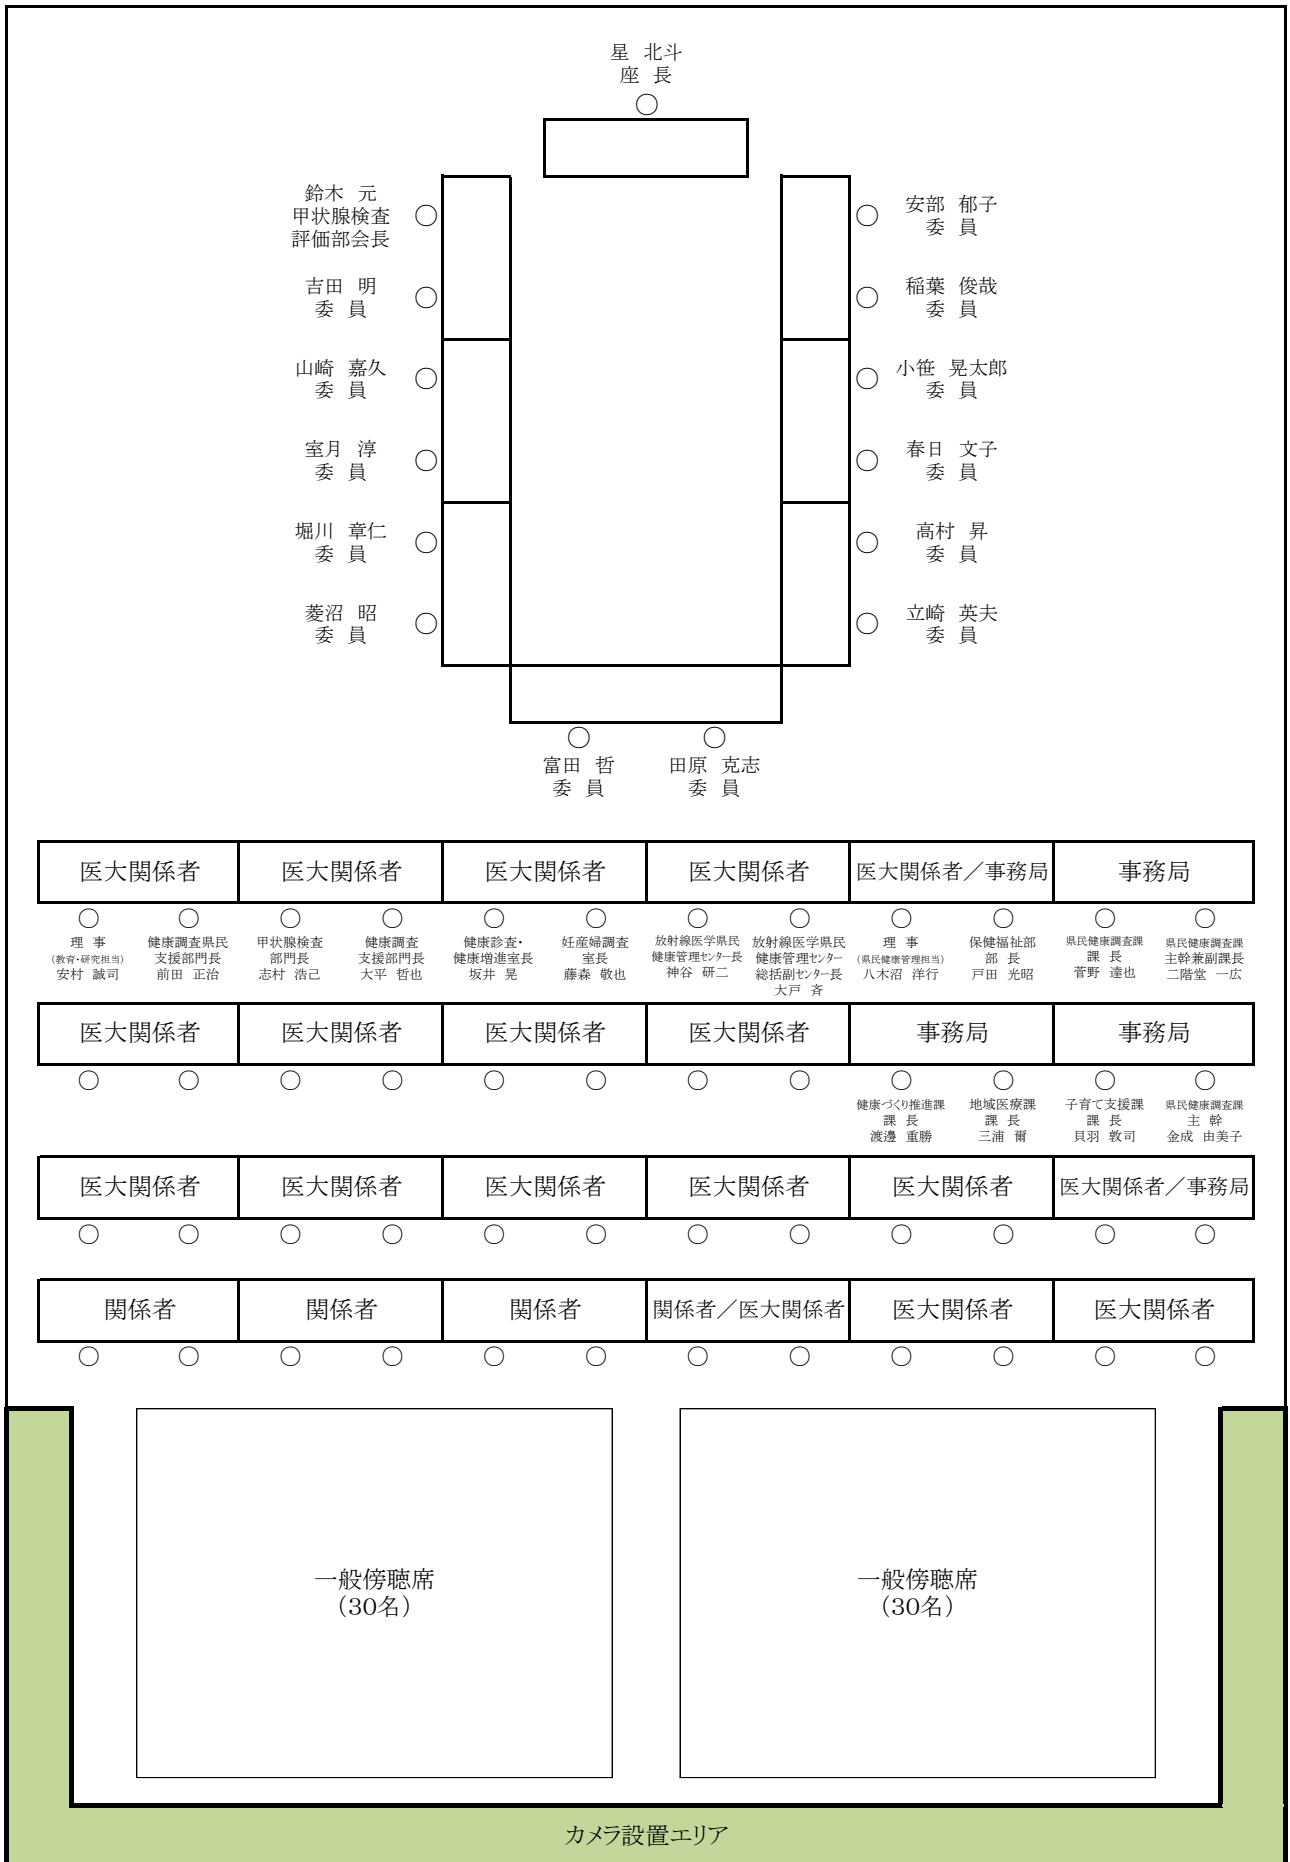 星 北斗
座 長
鈴木 元
甲状腺検査
評価部会長
安部 郁子
委 員
吉田 明
委 員
稲葉 俊哉
委 員
山崎 嘉久
委 員
小笹 晃太郎
委 員
室月 淳
委 員
春日 文子
委 員
堀川 章仁
委 員
高村 昇
委 員
菱沼 昭
委 員
立崎 英夫
委 員
富田 哲
委 員
田原 克志
委 員
医大関係者
医大関係者
医大関係者
医大関係者
医大関係者／事務局
事務局
理 事
（教育・研究担当）
安村 誠司
健康調査県民
支援部門長
前田 正治
甲状腺検査
部門長
志村 浩己
健康調査
支援部門長
大平 哲也
健康診査・
健康増進室長
坂井 晃
妊産婦調査
室長
藤森 敬也
放射線医学県民
健康管理センター長
神谷 研二
放射線医学県民
健康管理センター
総括副センター長
大戸 斉
理 事
（県民健康管理担当）
八木沼 洋行
保健福祉部
部 長
戸田 光昭
県民健康調査課
課 長
菅野 達也
県民健康調査課
主幹兼副課長
二階堂 一広
医大関係者
医大関係者
医大関係者
医大関係者
事務局
事務局
健康づくり推進課
課 長
渡邊 重勝
地域医療課
課 長
三浦 爾
子育て支援課
課 長
貝羽 敦司
県民健康調査課
主 幹
金成 由美子
医大関係者
医大関係者
医大関係者
医大関係者
医大関係者
医大関係者／事務局
関係者
関係者
関係者
関係者／医大関係者
医大関係者
医大関係者
一般傍聴席
（30名）
一般傍聴席
（30名）
カメラ設置エリア